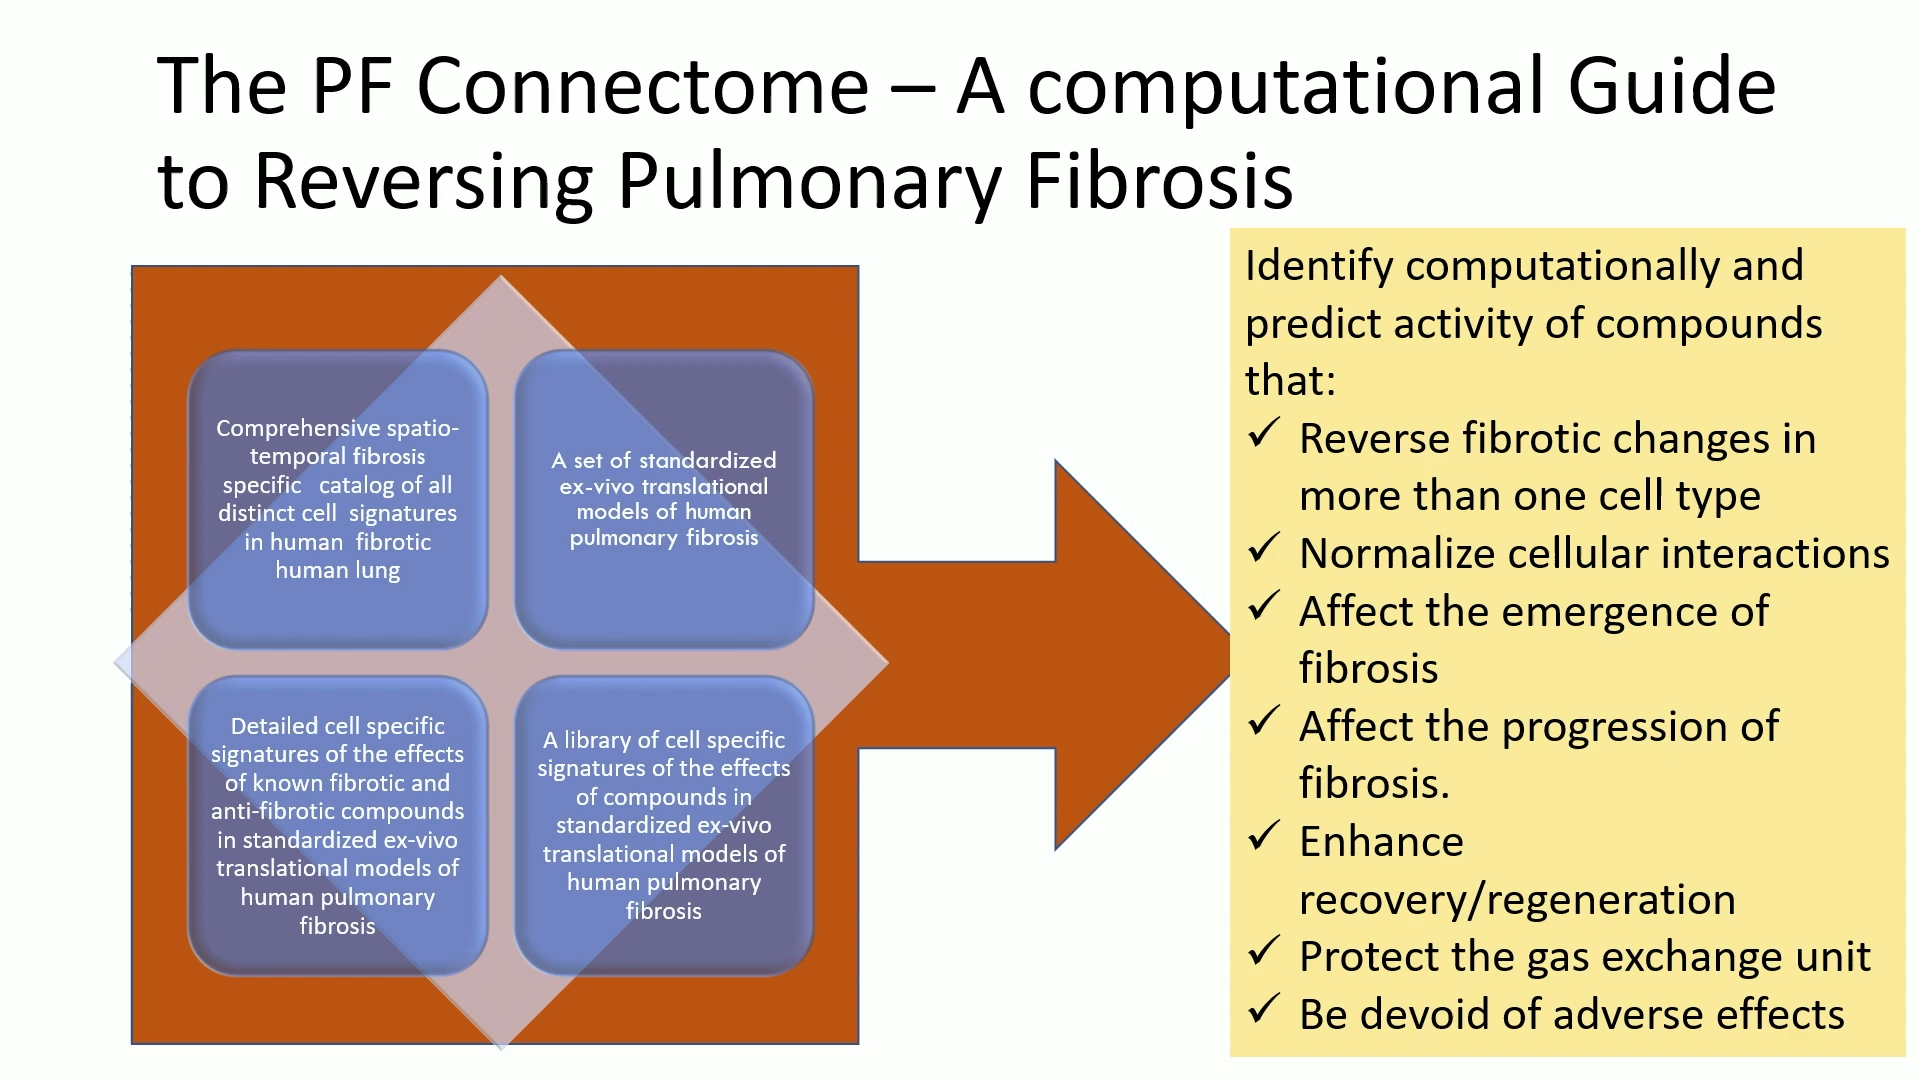 The PF Connectome – A computational Guide
to Reversing Pulmonary Fibrosis
Comprehensive spatio-
temporal fibrosis
specific catalog of all
distinct cell signatures
in human fibrotic
human lung
A set of standardized
ex-vivo translational
models of human
pulmonary fibrosis
Detailed cell specific
signatures of the effects
of known fibrotic and
anti-fibrotic compounds
in standardized ex-vivo
translational models of
human pulmonary
fibrosis
A library of cell specific
signatures of the effects
of compounds in
standardized ex-vivo
translational models of
human pulmonary
fibrosis
Identify computationally and
predict activity of compounds
that:
✓ Reverse fibrotic changes in
more than one cell type
✓ Normalize cellular interactions
✓ Affect the emergence of
fibrosis
✓ Affect the progression of
fibrosis.
✓ Enhance
recovery/regeneration
✓ Protect the gas exchange unit
✓ Be devoid of adverse effects